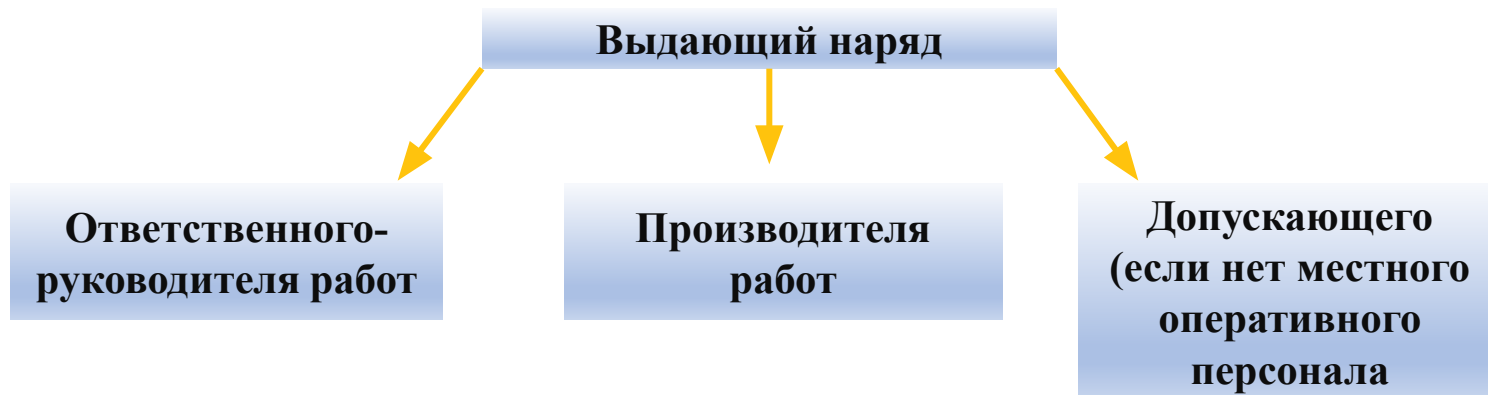 Выдающий наряд
Ответственного-
руководителя работ
Производителя
работ
Допускающего
(если нет местного
оперативного
персонала